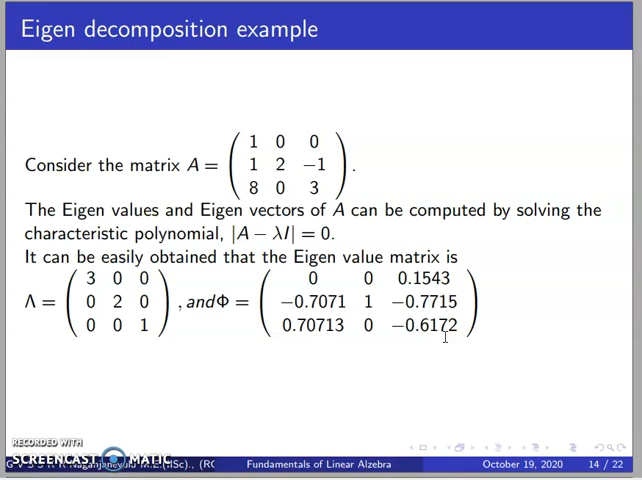 Eigen decomposition example
Consider the matrix A =
1 0 0
1 2 −1
8 0 3
.
The Eigen values and Eigen vectors of A can be computed by solving the
characteristic polynomial, |A − λI| = 0.
It can be easily obtained that the Eigen value matrix is
Λ =
3 0 0
0 2 0
0 0 1
, andΦ =
0 0 0.1543
−0.7071 1 −0.7715
0.70713 0 −0.6172
RECORDED WITH
SCREENCAST MATIC
Fundamentals of Linear Alzebra
October 19, 2020
14 / 22